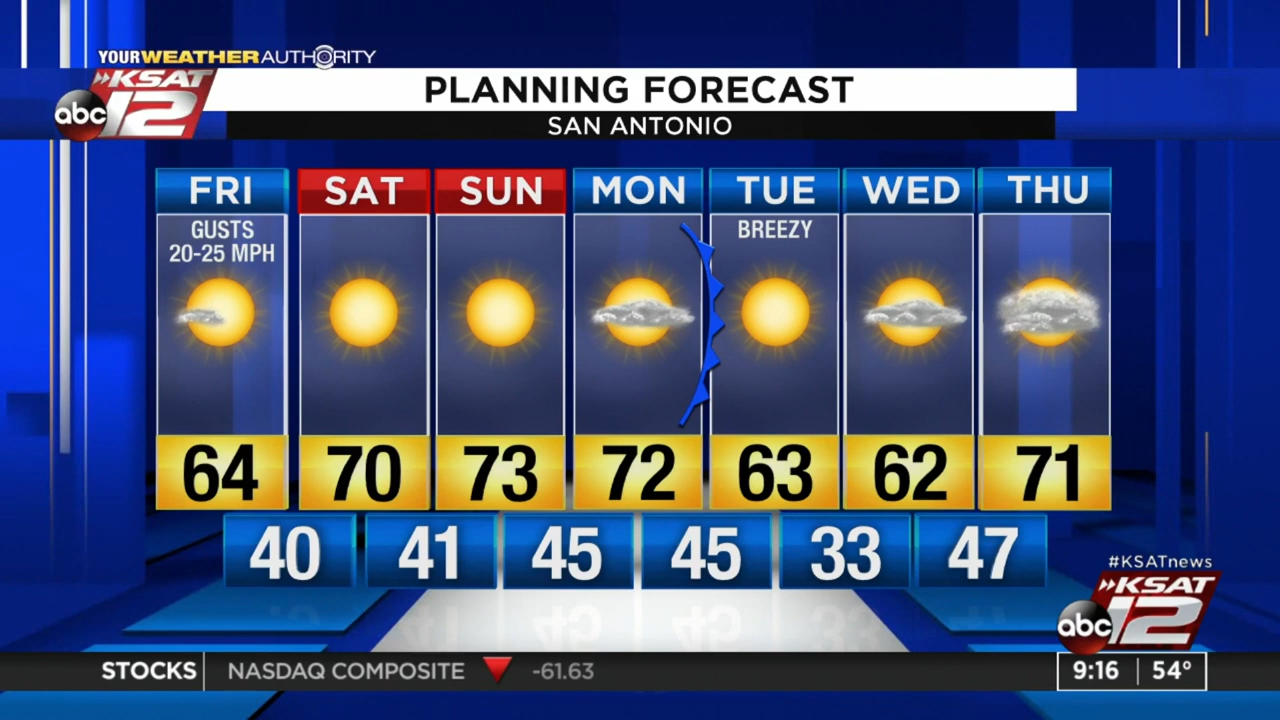 YOUR WEATHER AUTHORITY
KSAT
abc 12
PLANNING FORECAST
SAN ANTONIO
FRI SAT SUN MON TUE WED THU
GUSTS
20-25 MPH
BREEZY
64 70 73 72 63 62 71
40 41 45 45 33 47
#KSATnews
KSAT
abc 12
STOCKS NASDAQ COMPOSITE -61.63
9:16 54°